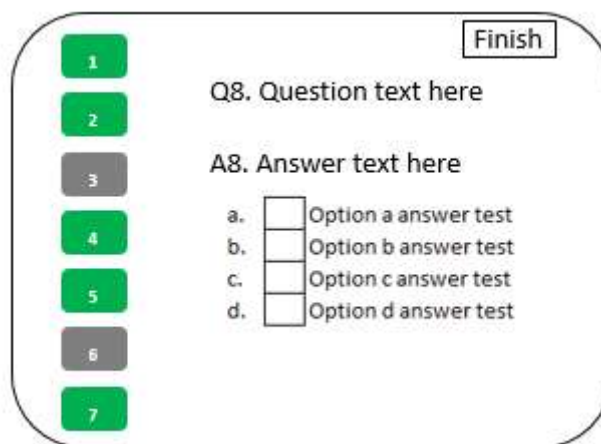 Finish
1
2
3
4
5
6
7
Q8. Question text here
A8. Answer text here
a. Option a answer test
b. Option b answer test
c. Option c answer test
d. Option d answer test